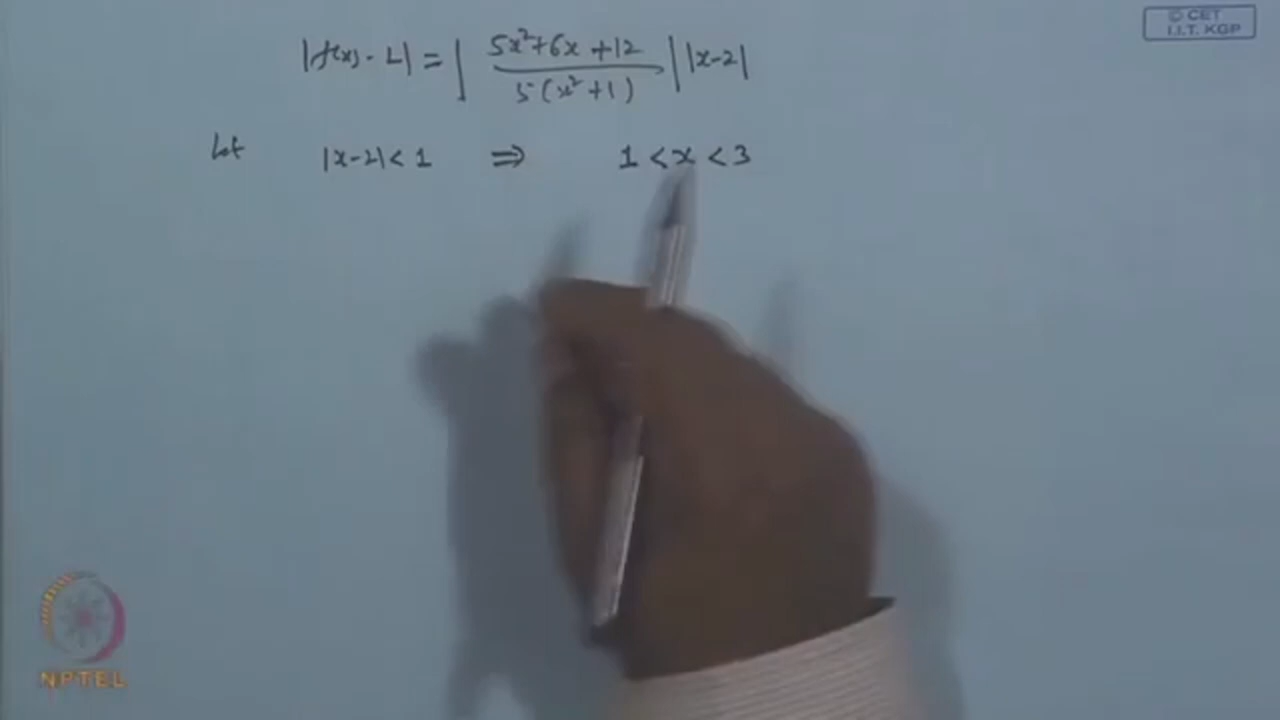 © CET
I.I.T. KGP
|f(x) - L| = | 5x²+6x+12 / 5(x²+1) | |x-2|
Let |x-2| < 1 ⇒ 1 < x < 3
NPTEL